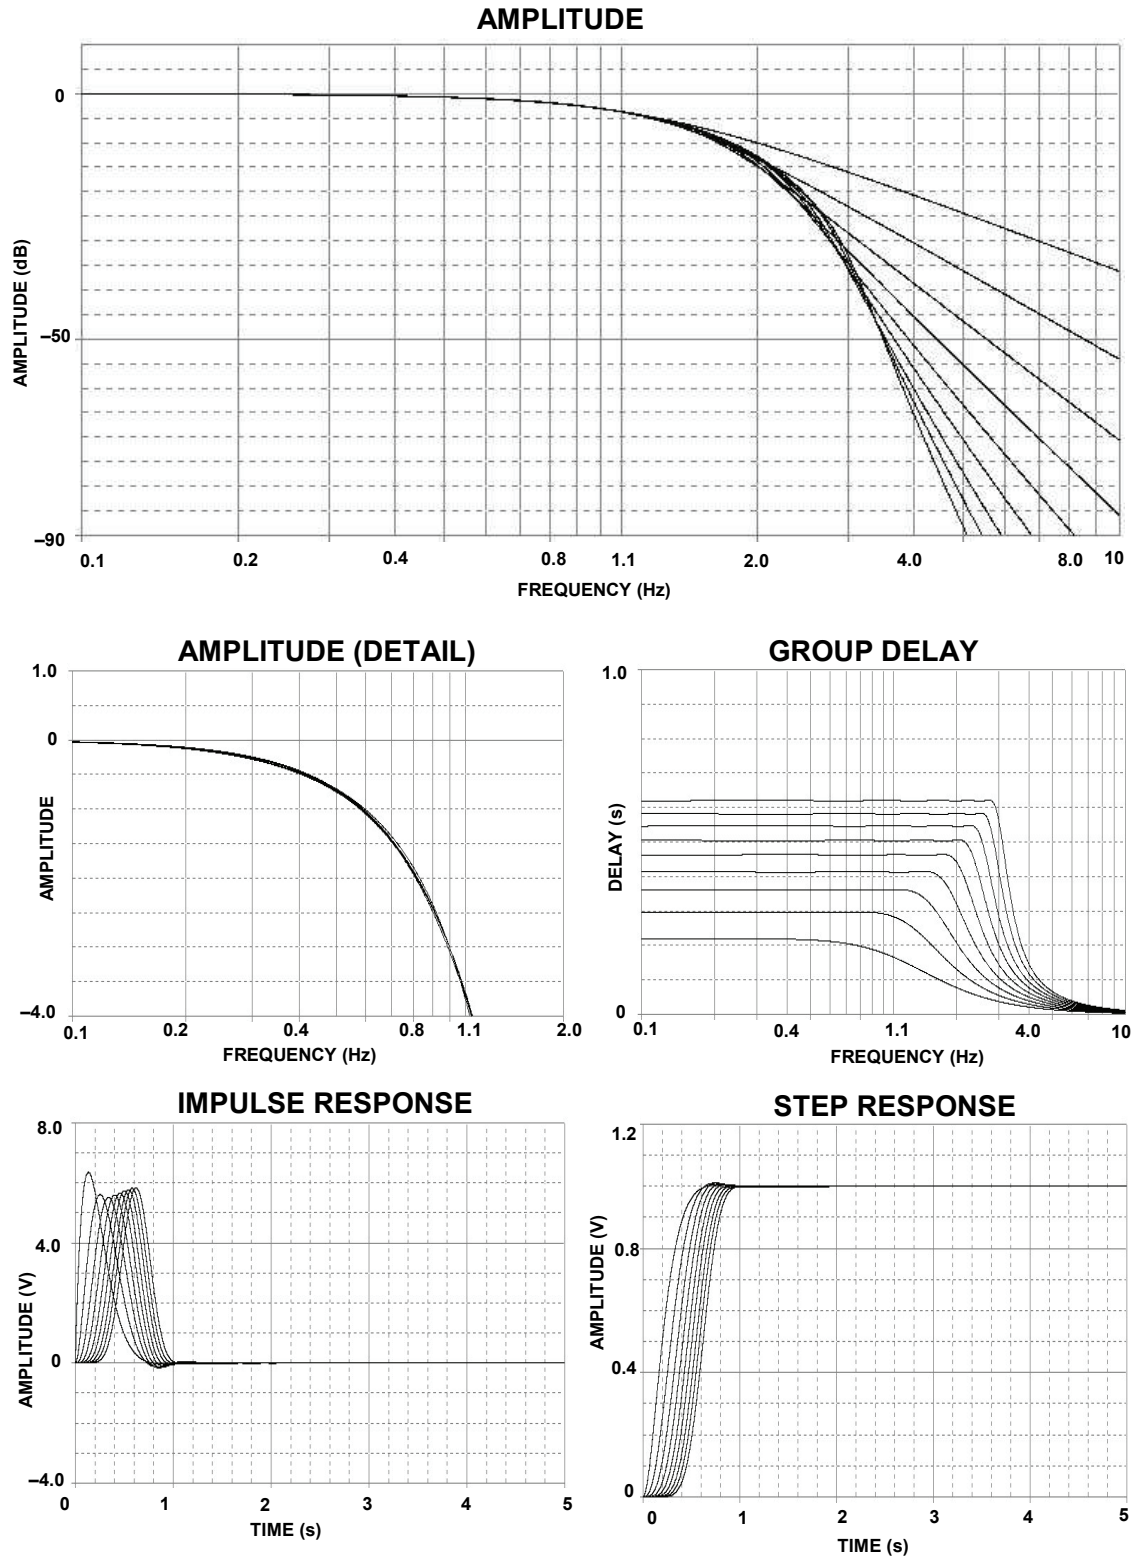 AMPLITUDE
0
–50
–90
AMPLITUDE (dB)
0.1 0.2 0.4 0.8 1.1 2.0 4.0 8.0 10
FREQUENCY (Hz)
AMPLITUDE (DETAIL)
1.0
0
–4.0
AMPLITUDE
0.1 0.2 0.4 0.8 1.1 2.0
FREQUENCY (Hz)
GROUP DELAY
1.0
0
DELAY (s)
0.1 0.4 1.1 4.0 10
FREQUENCY (Hz)
IMPULSE RESPONSE
8.0
4.0
0
–4.0
AMPLITUDE (V)
0 1 2 3 4 5
TIME (s)
STEP RESPONSE
1.2
0.8
0.4
0
AMPLITUDE (V)
0 1 2 3 4 5
TIME (s)